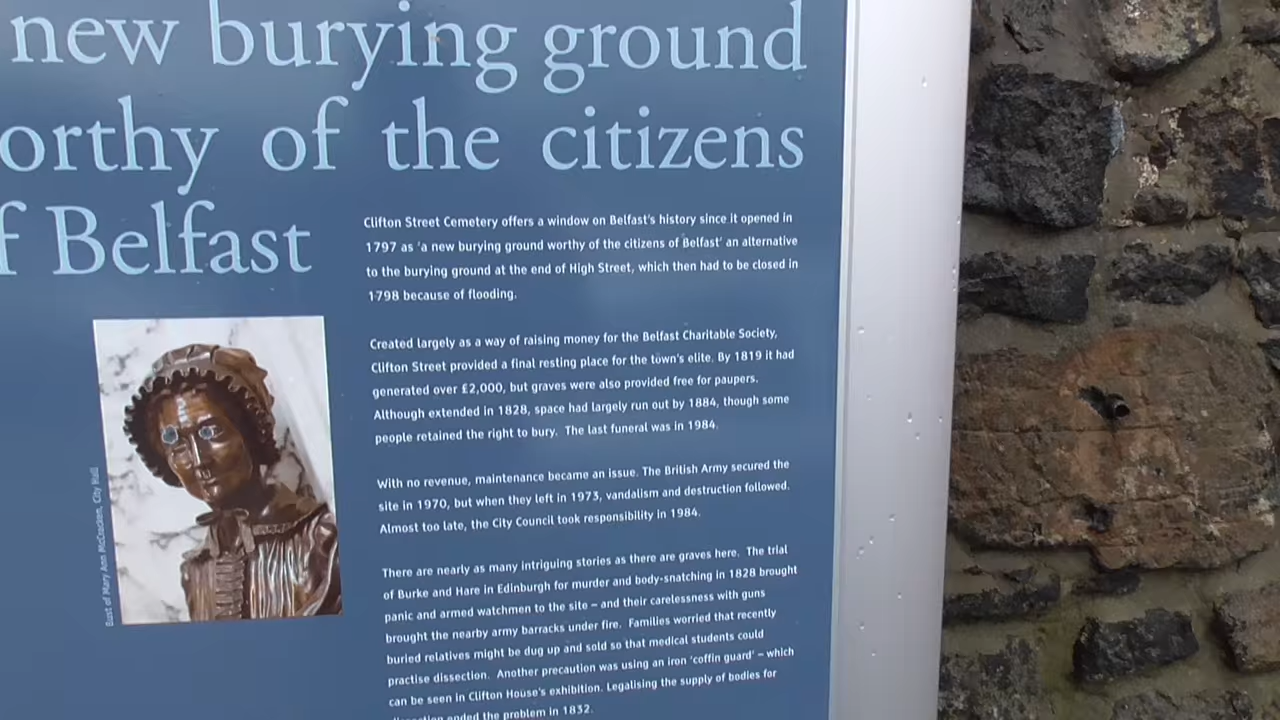 new burying ground
orthy of the citizens
f Belfast
Clifton Street Cemetery offers a window on Belfast's history since it opened in
1797 as 'a new burying ground worthy of the citizens of Belfast' an alternative
to the burying ground at the end of High Street, which then had to be closed in
1798 because of flooding.
Created largely as a way of raising money for the Belfast Charitable Society,
Clifton Street provided a final resting place for the town's elite. By 1819 it had
generated over £2,000, but graves were also provided free for paupers.
Although extended in 1828, space had largely run out by 1884, though some
people retained the right to bury. The last funeral was in 1984.
With no revenue, maintenance became an issue. The British Army secured the
site in 1970, but when they left in 1973, vandalism and destruction followed.
Almost too late, the City Council took responsibility in 1984.
There are nearly as many intriguing stories as there are graves here. The trial
of Burke and Hare in Edinburgh for murder and body-snatching in 1828 brought
panic and armed watchmen to the site – and their carelessness with guns
brought the nearby army barracks under fire. Families worried that recently
buried relatives might be dug up and sold so that medical students could
practise dissection. Another precaution was using an iron 'coffin guard' – which
can be seen in Clifton House's exhibition. Legalising the supply of bodies for
dissection ended the problem in 1832.
Bust of Mary Ann McCracken, City Hall